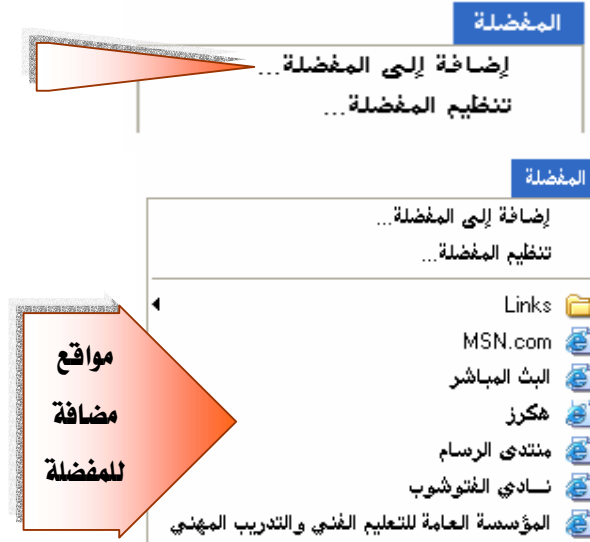 المفضلة
إضافة إلى المفضلة...
تنظيم المفضلة...
المفضلة
إضافة إلى المفضلة...
تنظيم المفضلة...
Links
MSN.com
البث المباشر
هكرز
منتدى الرسام
نادي الفتوشوب
المؤسسة العامة للتعليم الفني والتدريب المهني
مواقع
مضافة
للمفضلة